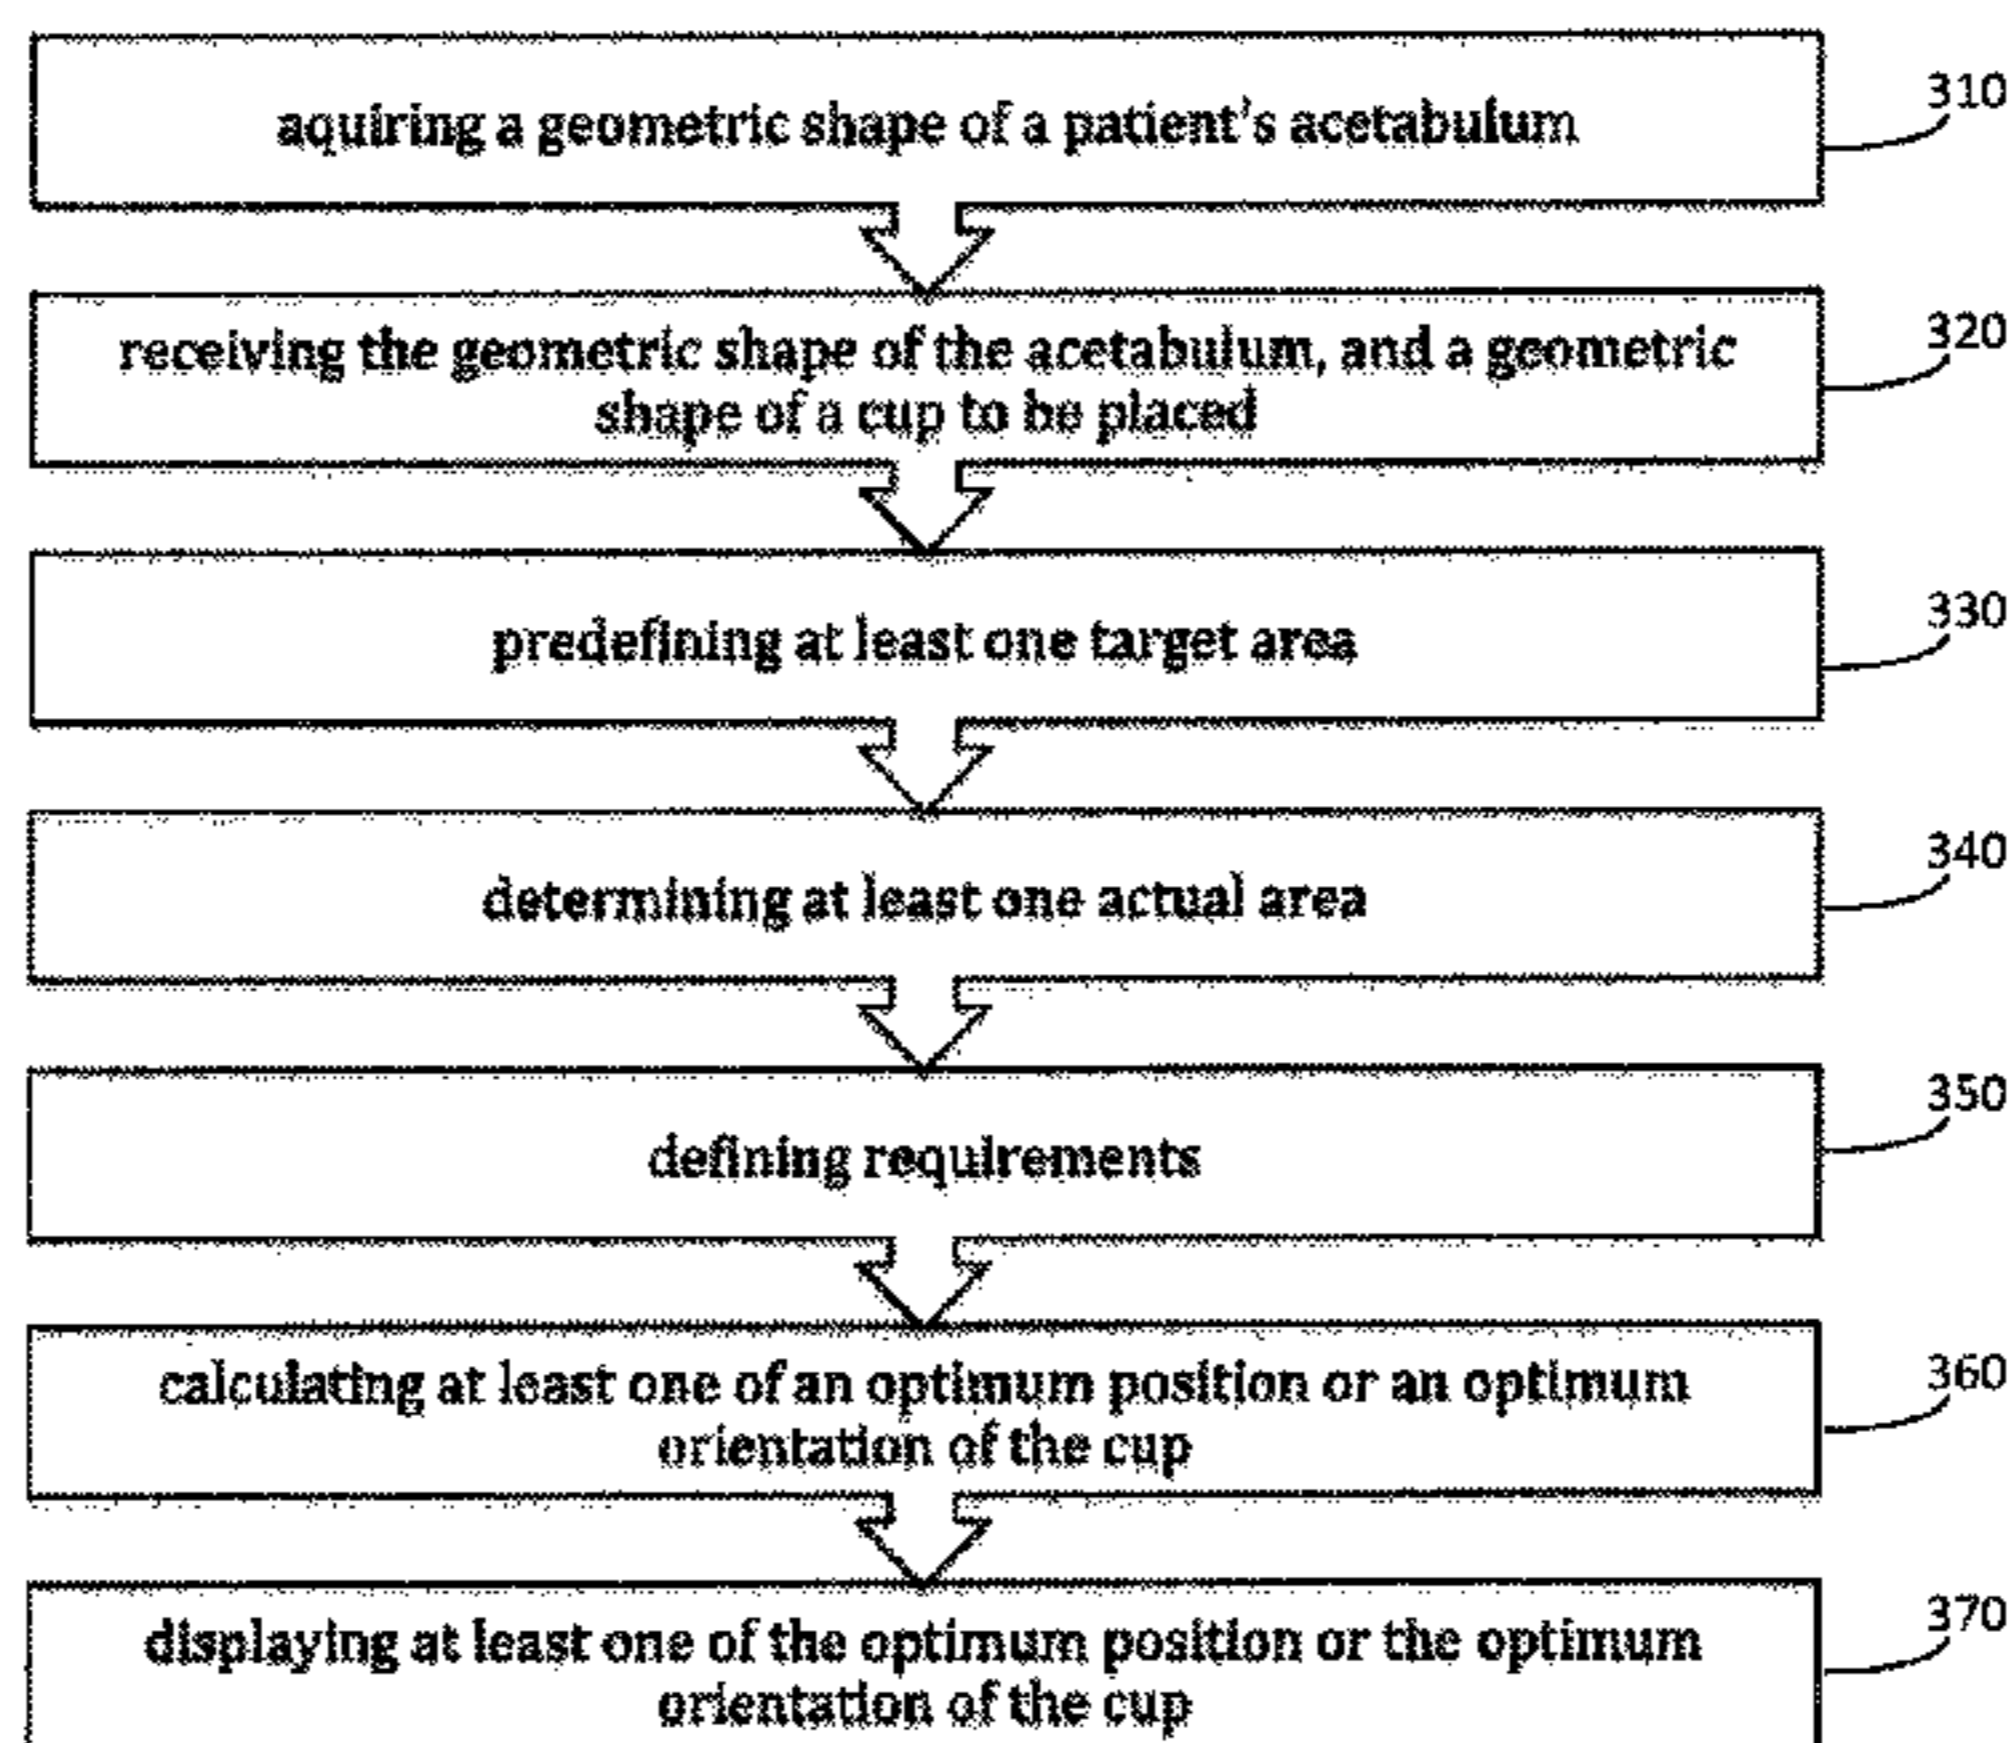 aquiring a geometric shape of a patient's acetabulum
310
receiving the geometric shape of the acetabulum, and a geometric
shape of a cup to be placed
320
predefining at least one target area
330
determining at least one actual area
340
defining requirements
350
calculating at least one of an optimum position or an optimum
orientation of the cup
360
displaying at least one of the optimum position or the optimum
orientation of the cup
370